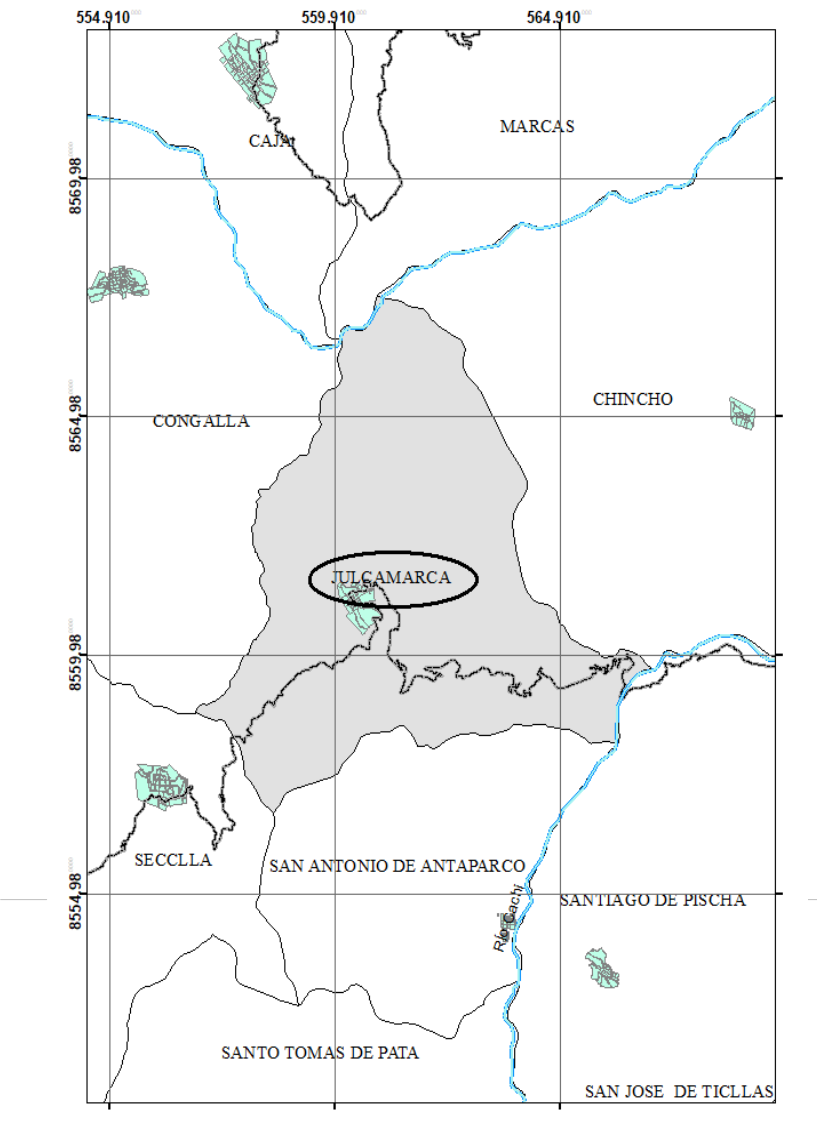 554.910
559.910
564.910
MARCAS
CAJA
8569.98
CHINCHO
8564.98
CONGALLA
JULCAMARCA
8559.98
SECCLLA
SAN ANTONIO DE ANTAPARCO
8554.98
SANTIAGO DE PISCHA
Río Cachi
SANTO TOMAS DE PATA
SAN JOSE DE TICLLAS